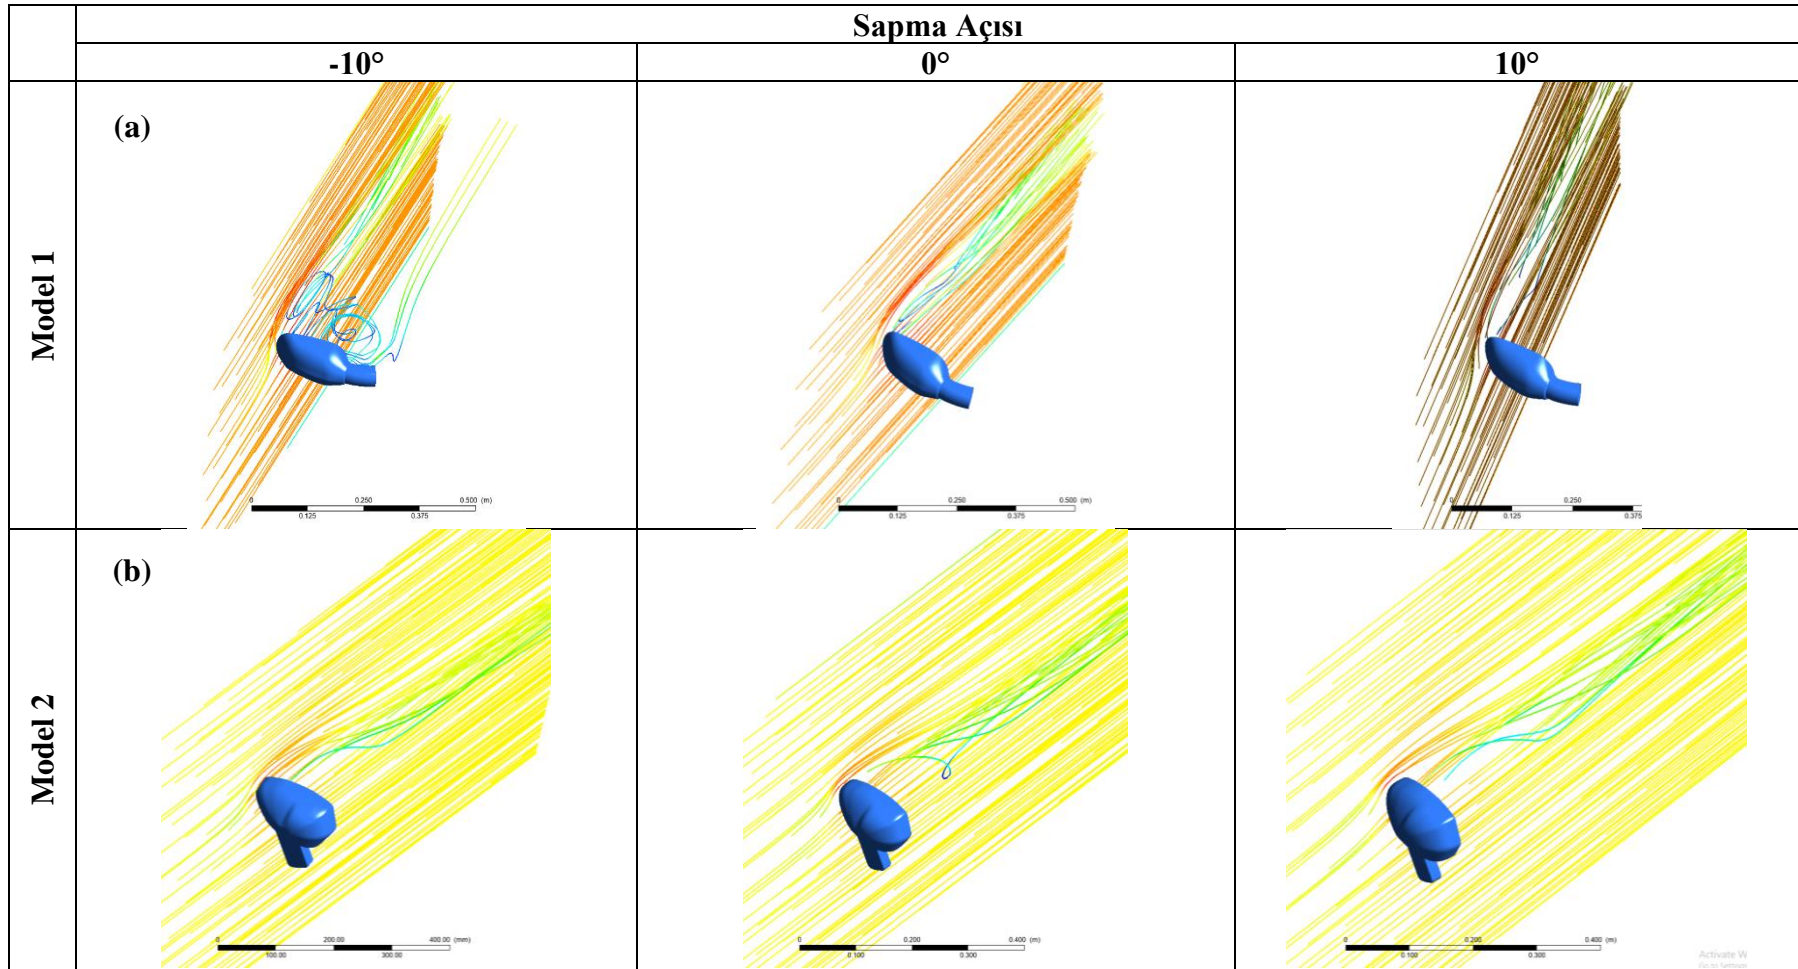 Sapma Açısı
-10° 0° 10°
Model 1
(a)
0 0.250 0.500 (m)
0.125 0.375
0 0.250 0.500 (m)
0.125 0.375
0 0.250
0.125 0.375
Model 2
(b)
0 200.00 400.00 (mm)
100.00 300.00
0 0.200 0.400 (m)
0.100 0.300
0 0.200 0.400 (m)
0.100 0.300
Activate W
Go to Settings